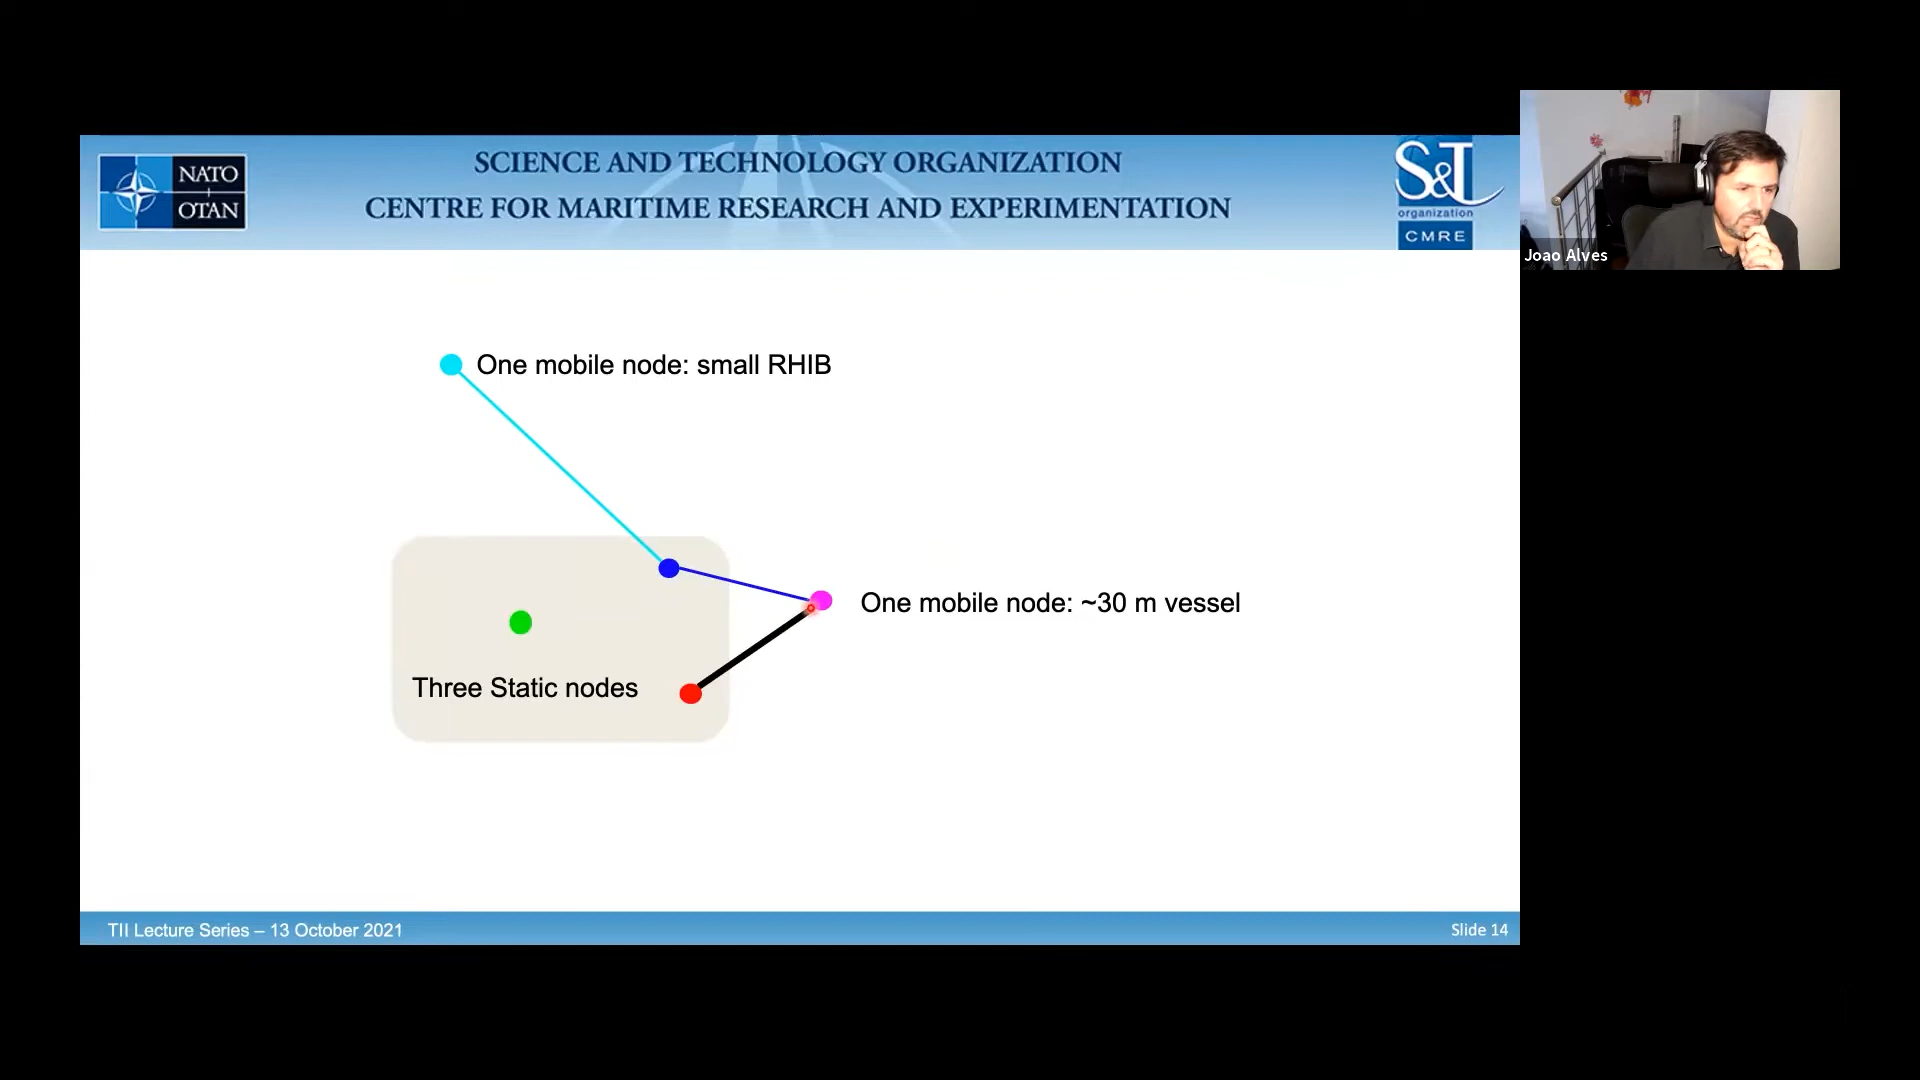 NATO
OTAN
SCIENCE AND TECHNOLOGY ORGANIZATION
CENTRE FOR MARITIME RESEARCH AND EXPERIMENTATION
S&T
organization
CMRE
Joao Alves
One mobile node: small RHIB
One mobile node: ~30 m vessel
Three Static nodes
TII Lecture Series – 13 October 2021
Slide 14